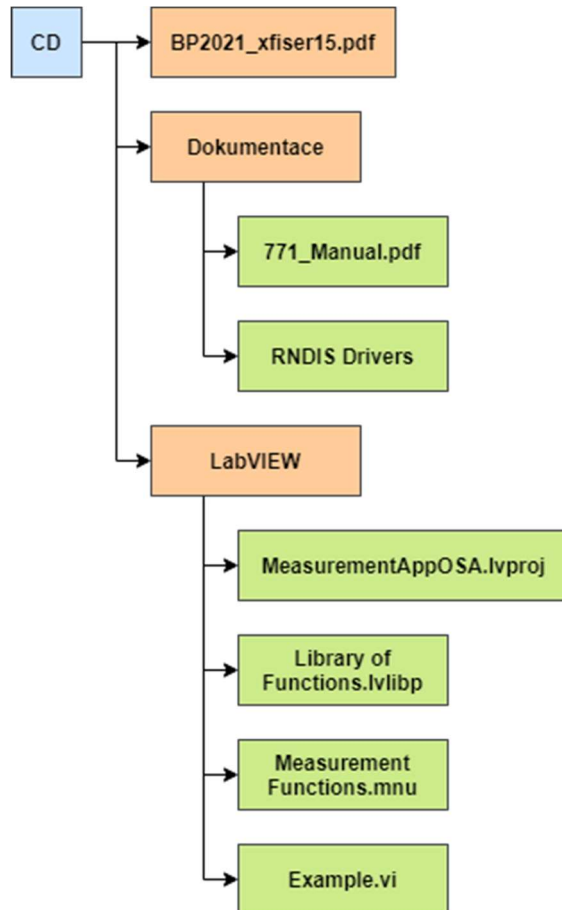 CD
BP2021_xfiser15.pdf
Dokumentace
771_Manual.pdf
RNDIS Drivers
LabVIEW
MeasurementAppOSA.lvproj
Library of
Functions.lvlibp
Measurement
Functions.mnu
Example.vi